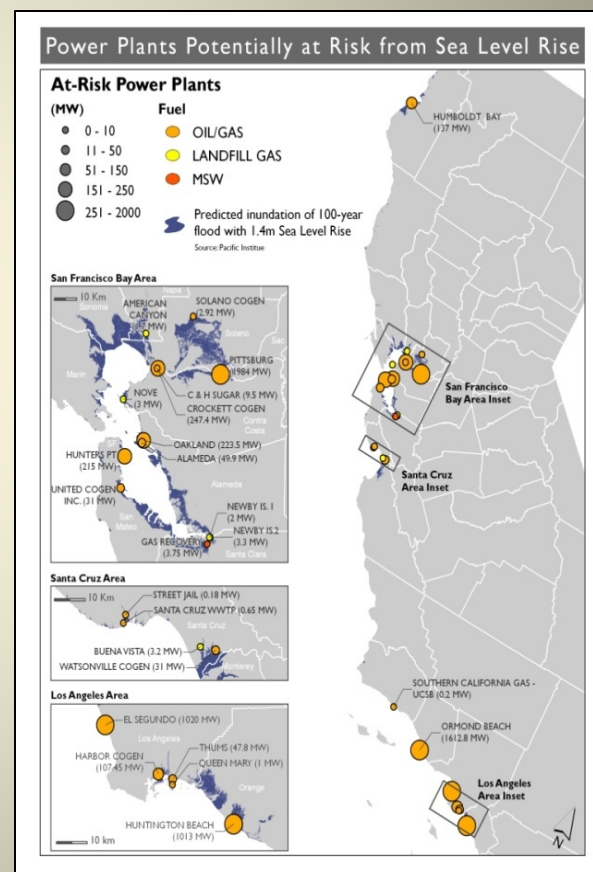 Power Plants Potentially at Risk from Sea Level Rise
At-Risk Power Plants
(MW)
0 - 10
11 - 50
51 - 150
151 - 250
251 - 2000
Fuel
OIL/GAS
LANDFILL GAS
MSW
Predicted inundation of 100-year
flood with 1.4m Sea Level Rise
Source: Pacific Institue
HUMBOLDT BAY
(137 MW)
San Francisco
Bay Area Inset
Santa Cruz
Area Inset
SOUTHERN CALIFORNIA GAS -
UCSB (0.2 MW)
ORMOND BEACH
(1612.8 MW)
Los Angeles
Area Inset
N
San Francisco Bay Area
10 Km
Napa
Sonoma
AMERICAN
CANYON
SOLANO COGEN
(2.92 MW)
Solano
Sac
Marin
PITTSBURG
(1984 MW)
C & H SUGAR (9.5 MW)
CROCKETT COGEN
(247.4 MW)
NOVE
(3 MW)
Contra
Costa
SF
OAKLAND (223.5 MW)
ALAMEDA (49.9 MW)
HUNTERS PT
(215 MW)
UNITED COGEN
INC. (31 MW)
Alameda
San
Mateo
NEWBY IS. 1
(2 MW)
NEWBY IS.2
(3.3 MW)
GAS RECOVERY
(3.75 MW)
Santa Clara
Santa Cruz Area
10 Km
STREET JAIL (0.18 MW)
SANTA CRUZ WWTP (0.65 MW)
Santa Cruz
BUENA VISTA (3.2 MW)
WATSONVILLE COGEN (31 MW)
Monterey
Los Angeles Area
EL SEGUNDO (1020 MW)
Los Angeles
THUMS (47.8 MW)
HARBOR COGEN
(107.45 MW)
QUEEN MARY (1 MW)
Orange
HUNTINGTON BEACH
(1013 MW)
10 km